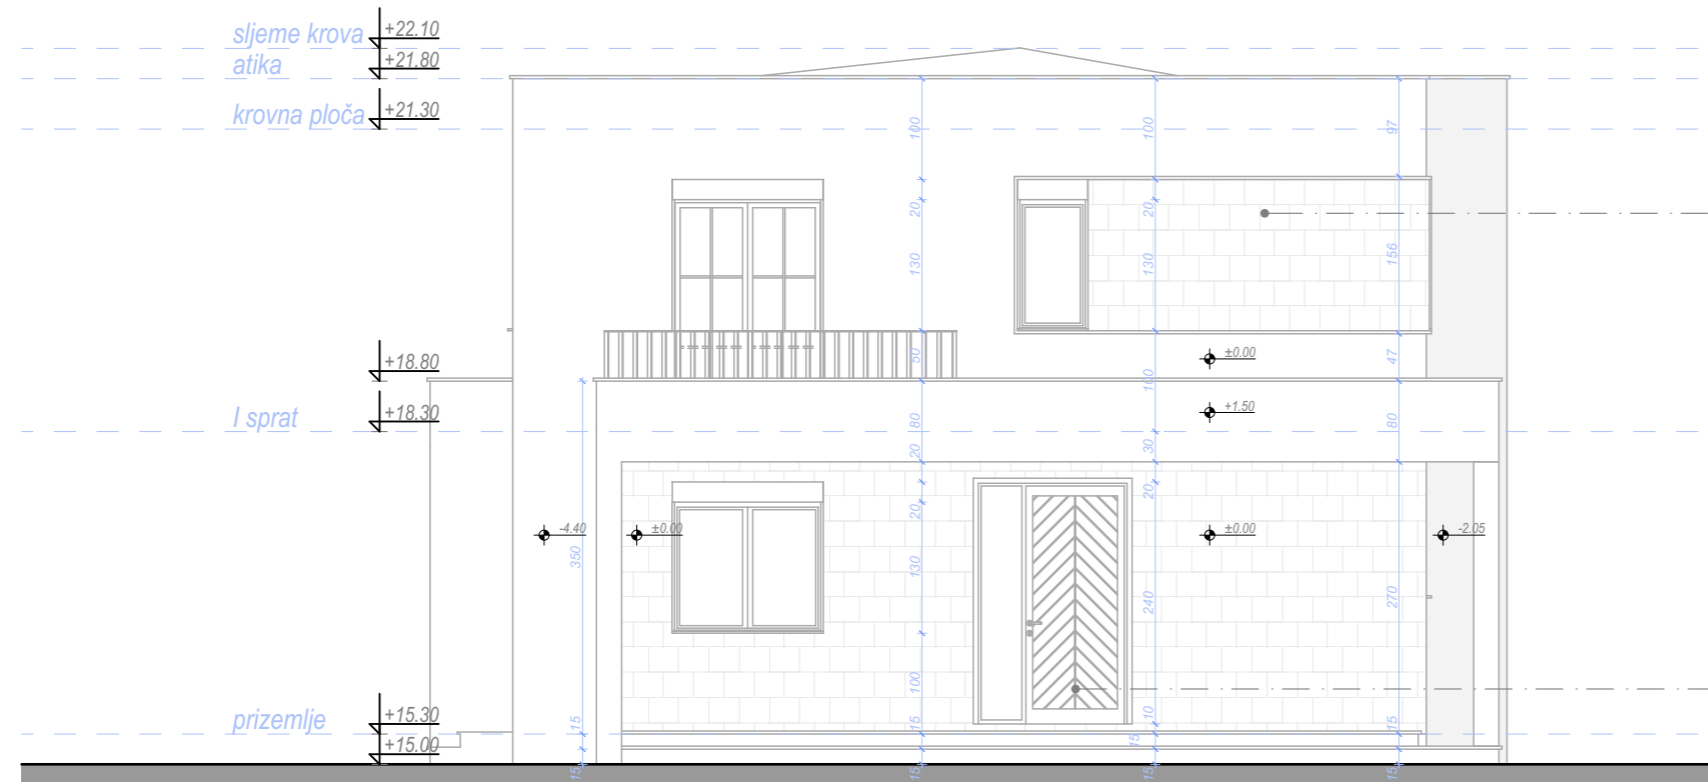 sljeme krova +22.10
atika +21.80
krovna ploča +21.30
100 100 97
20 20
130 130 156
±0.00
+18.80
50 100 47
I sprat +18.30
+1.50
80 30 80
20 20
20
-4.40 ±0.00 ±0.00 -2.05
350 130 240 270
100 10
prizemlje +15.30
15 15 15 15
+15.00
15 15 15 15